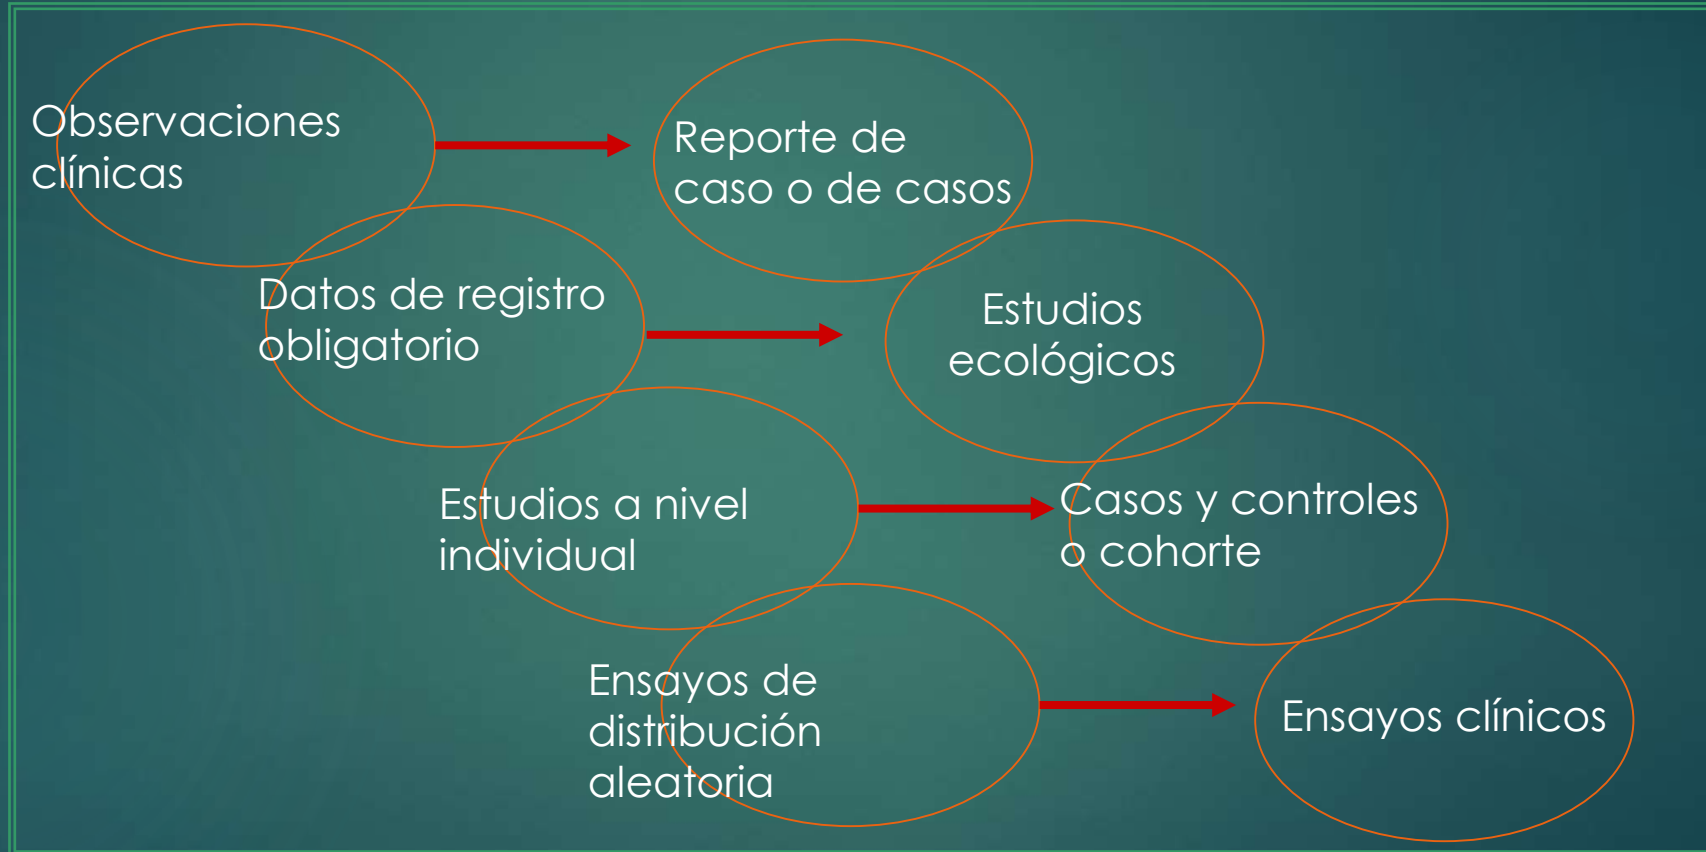 Observaciones
clínicas
Reporte de
caso o de casos
Datos de registro
obligatorio
Estudios
ecológicos
Estudios a nivel
individual
Casos y controles
o cohorte
Ensayos de
distribución
aleatoria
Ensayos clínicos